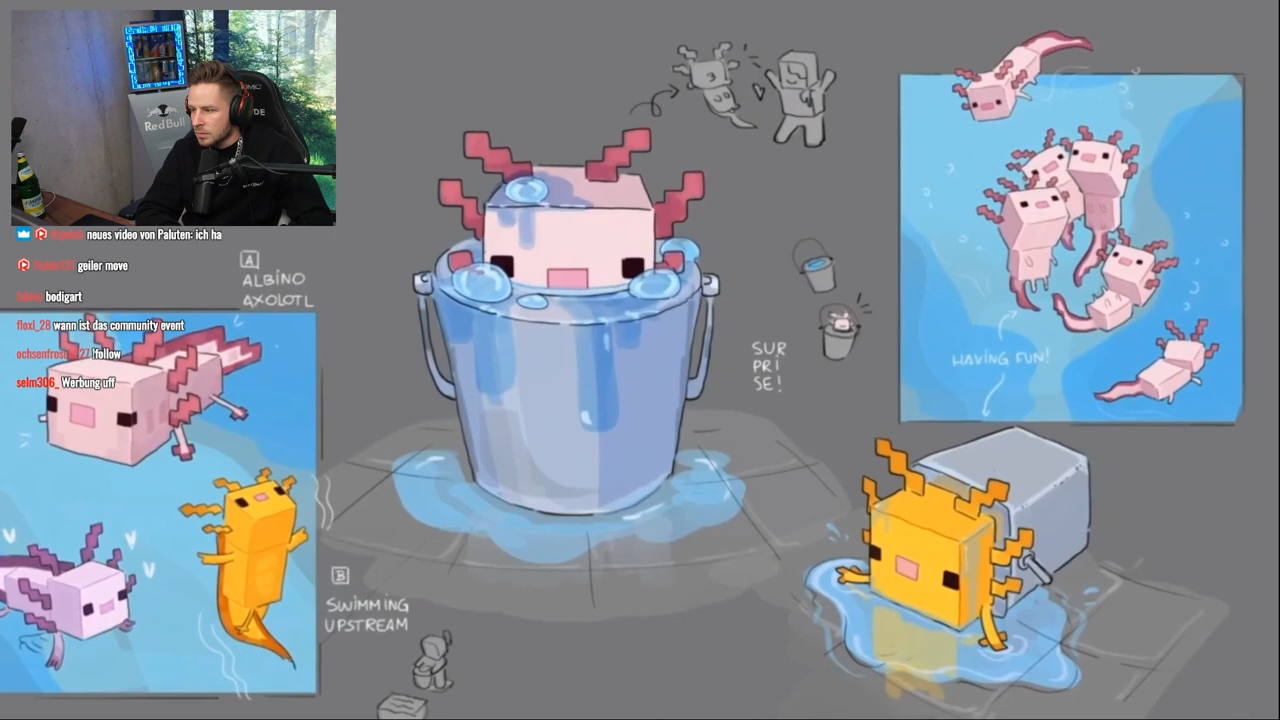 Red Bull
neues video von Paluten: ich ha
geiler move
bodigart
floxi_28 wann ist das community event
!follow
selm306_ Werbung uff
A
ALBINO
AXOLOTL
B
SWIMMING
UPSTREAM
SUR
PRI
SE!
HAVING FUN!